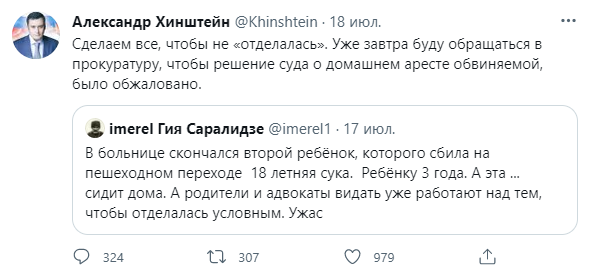 Александр Хинштейн @Khinshtein · 18 июл.
Сделаем все, чтобы не «отделалась». Уже завтра буду обращаться в
прокуратуру, чтобы решение суда о домашнем аресте обвиняемой,
было обжаловано.
imerel Гия Саралидзе @imerel1 · 17 июл.
В больнице скончался второй ребёнок, которого сбила на
пешеходном переходе 18 летняя сука. Ребёнку 3 года. А эта ...
сидит дома. А родители и адвокаты видать уже работают над тем,
чтобы отделалась условным. Ужас
324 307 979